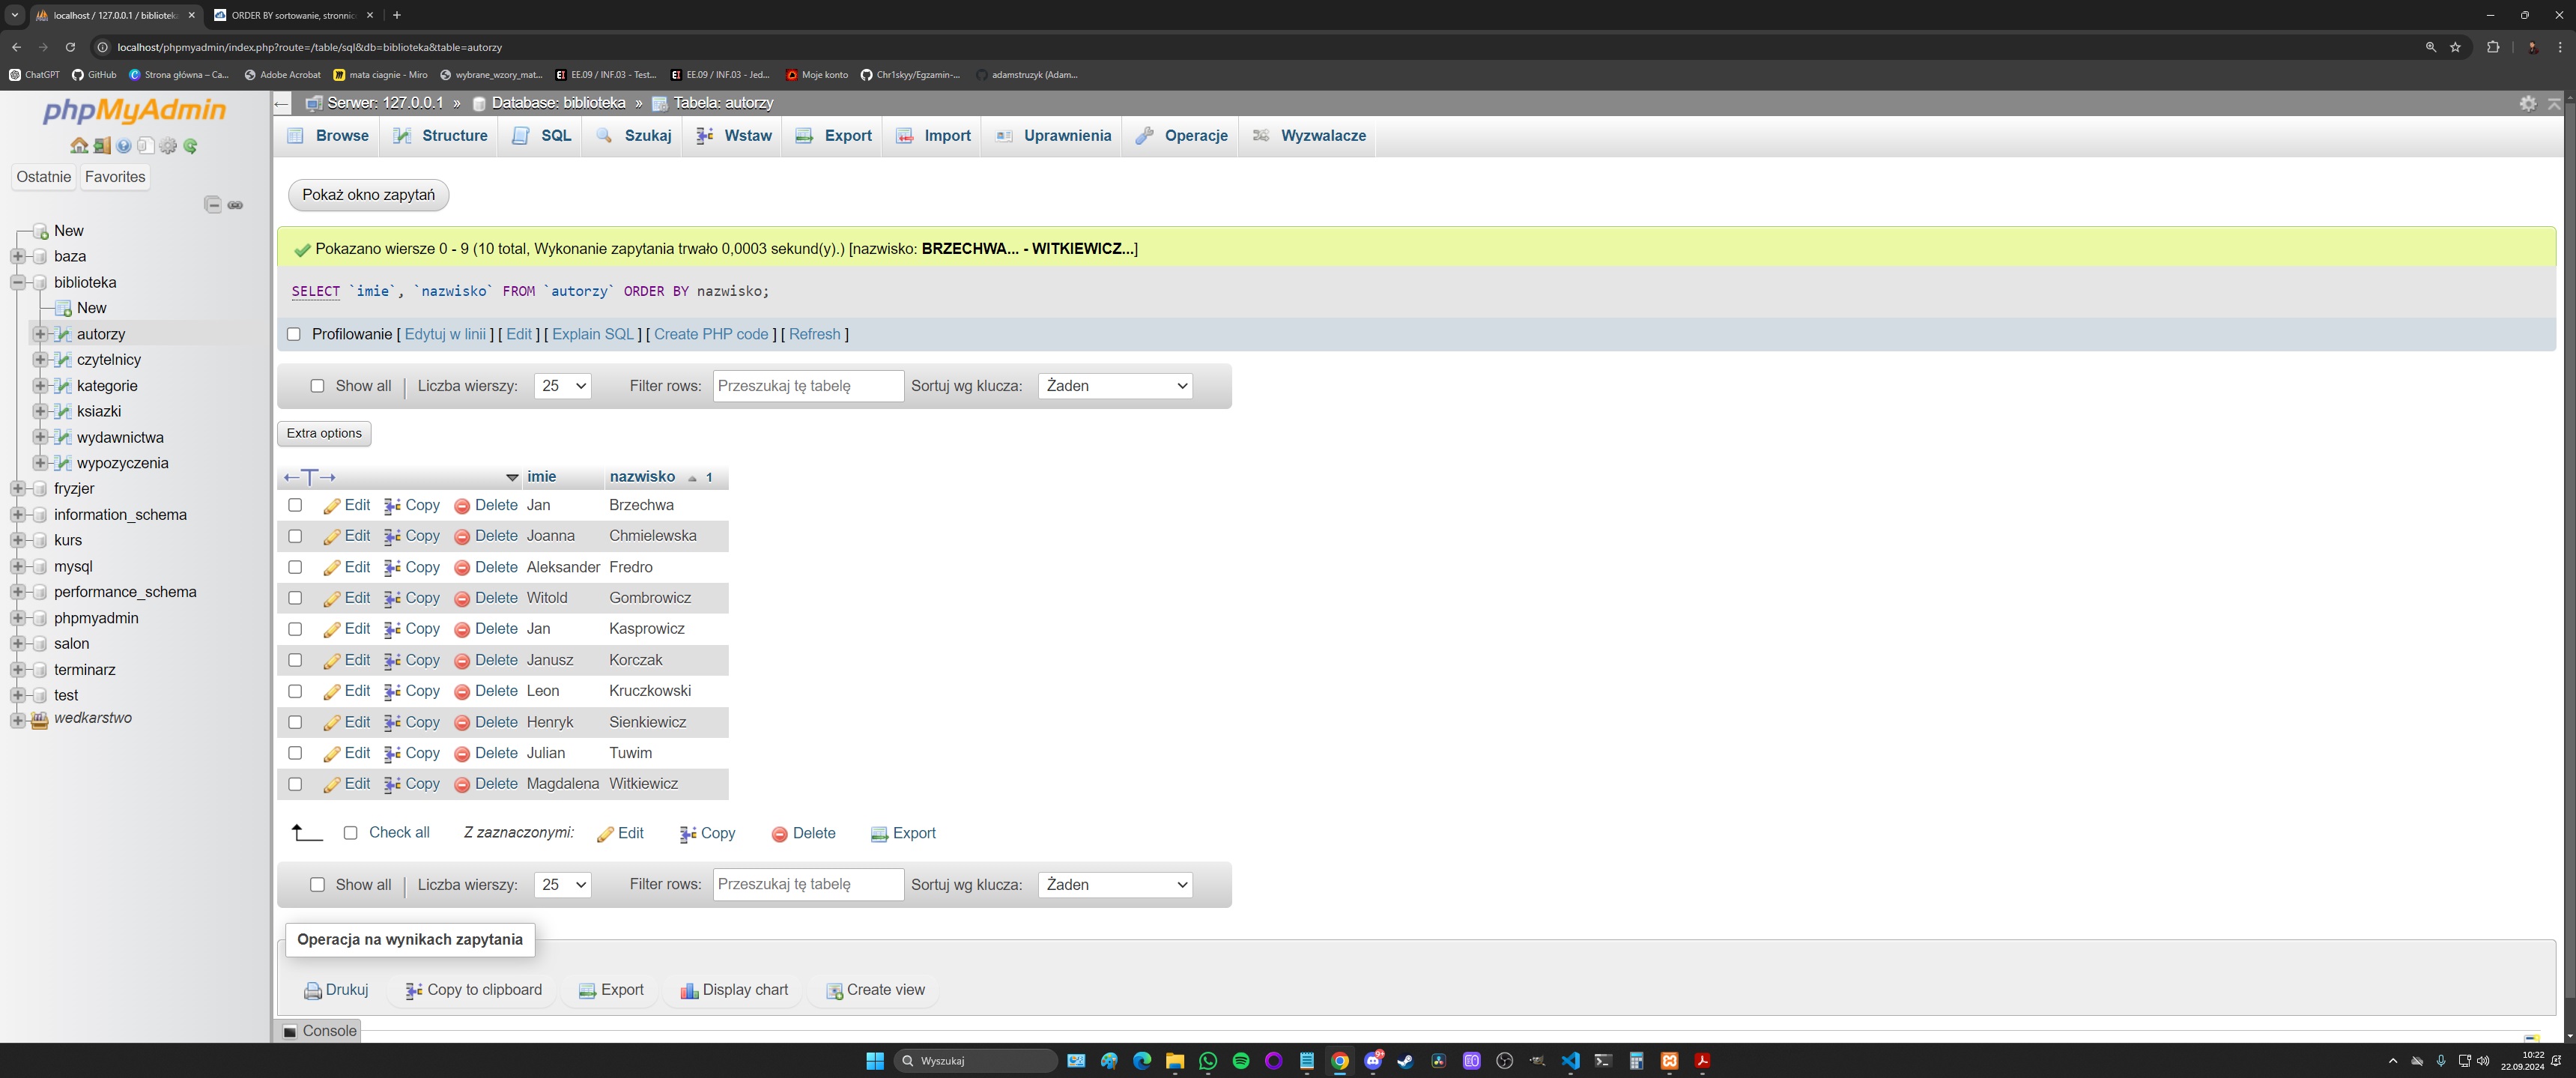 localhost / 127.0.0.1 / bibliotek
ORDER BY sortowanie, stronnic
localhost/phpmyadmin/index.php?route=/table/sql&db=biblioteka&table=autorzy
ChatGPT GitHub Strona główna – Ca... Adobe Acrobat mata ciagnie - Miro wybrane_wzory_mat... EE.09 / INF.03 - Test... EE.09 / INF.03 - Jed... Moje konto Chr1skyy/Egzamin-... adamstruzyk (Adam...
phpMyAdmin
Ostatnie Favorites
New
baza
biblioteka
New
autorzy
czytelnicy
kategorie
ksiazki
wydawnictwa
wypozyczenia
fryzjer
information_schema
kurs
mysql
performance_schema
phpmyadmin
salon
terminarz
test
wedkarstwo
Serwer: 127.0.0.1 » Database: biblioteka » Tabela: autorzy
Browse Structure SQL Szukaj Wstaw Export Import Uprawnienia Operacje Wyzwalacze
Pokaż okno zapytań
Pokazano wiersze 0 - 9 (10 total, Wykonanie zapytania trwało 0,0003 sekund(y).) [nazwisko: BRZECHWA... - WITKIEWICZ...]
SELECT `imie`, `nazwisko` FROM `autorzy` ORDER BY nazwisko;
Profilowanie [ Edytuj w linii ] [ Edit ] [ Explain SQL ] [ Create PHP code ] [ Refresh ]
Show all | Liczba wierszy: 25 Filter rows: Przeszukaj tę tabelę Sortuj wg klucza: Żaden
Extra options
imie nazwisko 1
Edit Copy Delete Jan Brzechwa
Edit Copy Delete Joanna Chmielewska
Edit Copy Delete Aleksander Fredro
Edit Copy Delete Witold Gombrowicz
Edit Copy Delete Jan Kasprowicz
Edit Copy Delete Janusz Korczak
Edit Copy Delete Leon Kruczkowski
Edit Copy Delete Henryk Sienkiewicz
Edit Copy Delete Julian Tuwim
Edit Copy Delete Magdalena Witkiewicz
Check all Z zaznaczonymi: Edit Copy Delete Export
Show all | Liczba wierszy: 25 Filter rows: Przeszukaj tę tabelę Sortuj wg klucza: Żaden
Operacja na wynikach zapytania
Drukuj Copy to clipboard Export Display chart Create view
Console
Wyszukaj
10:22
22.09.2024